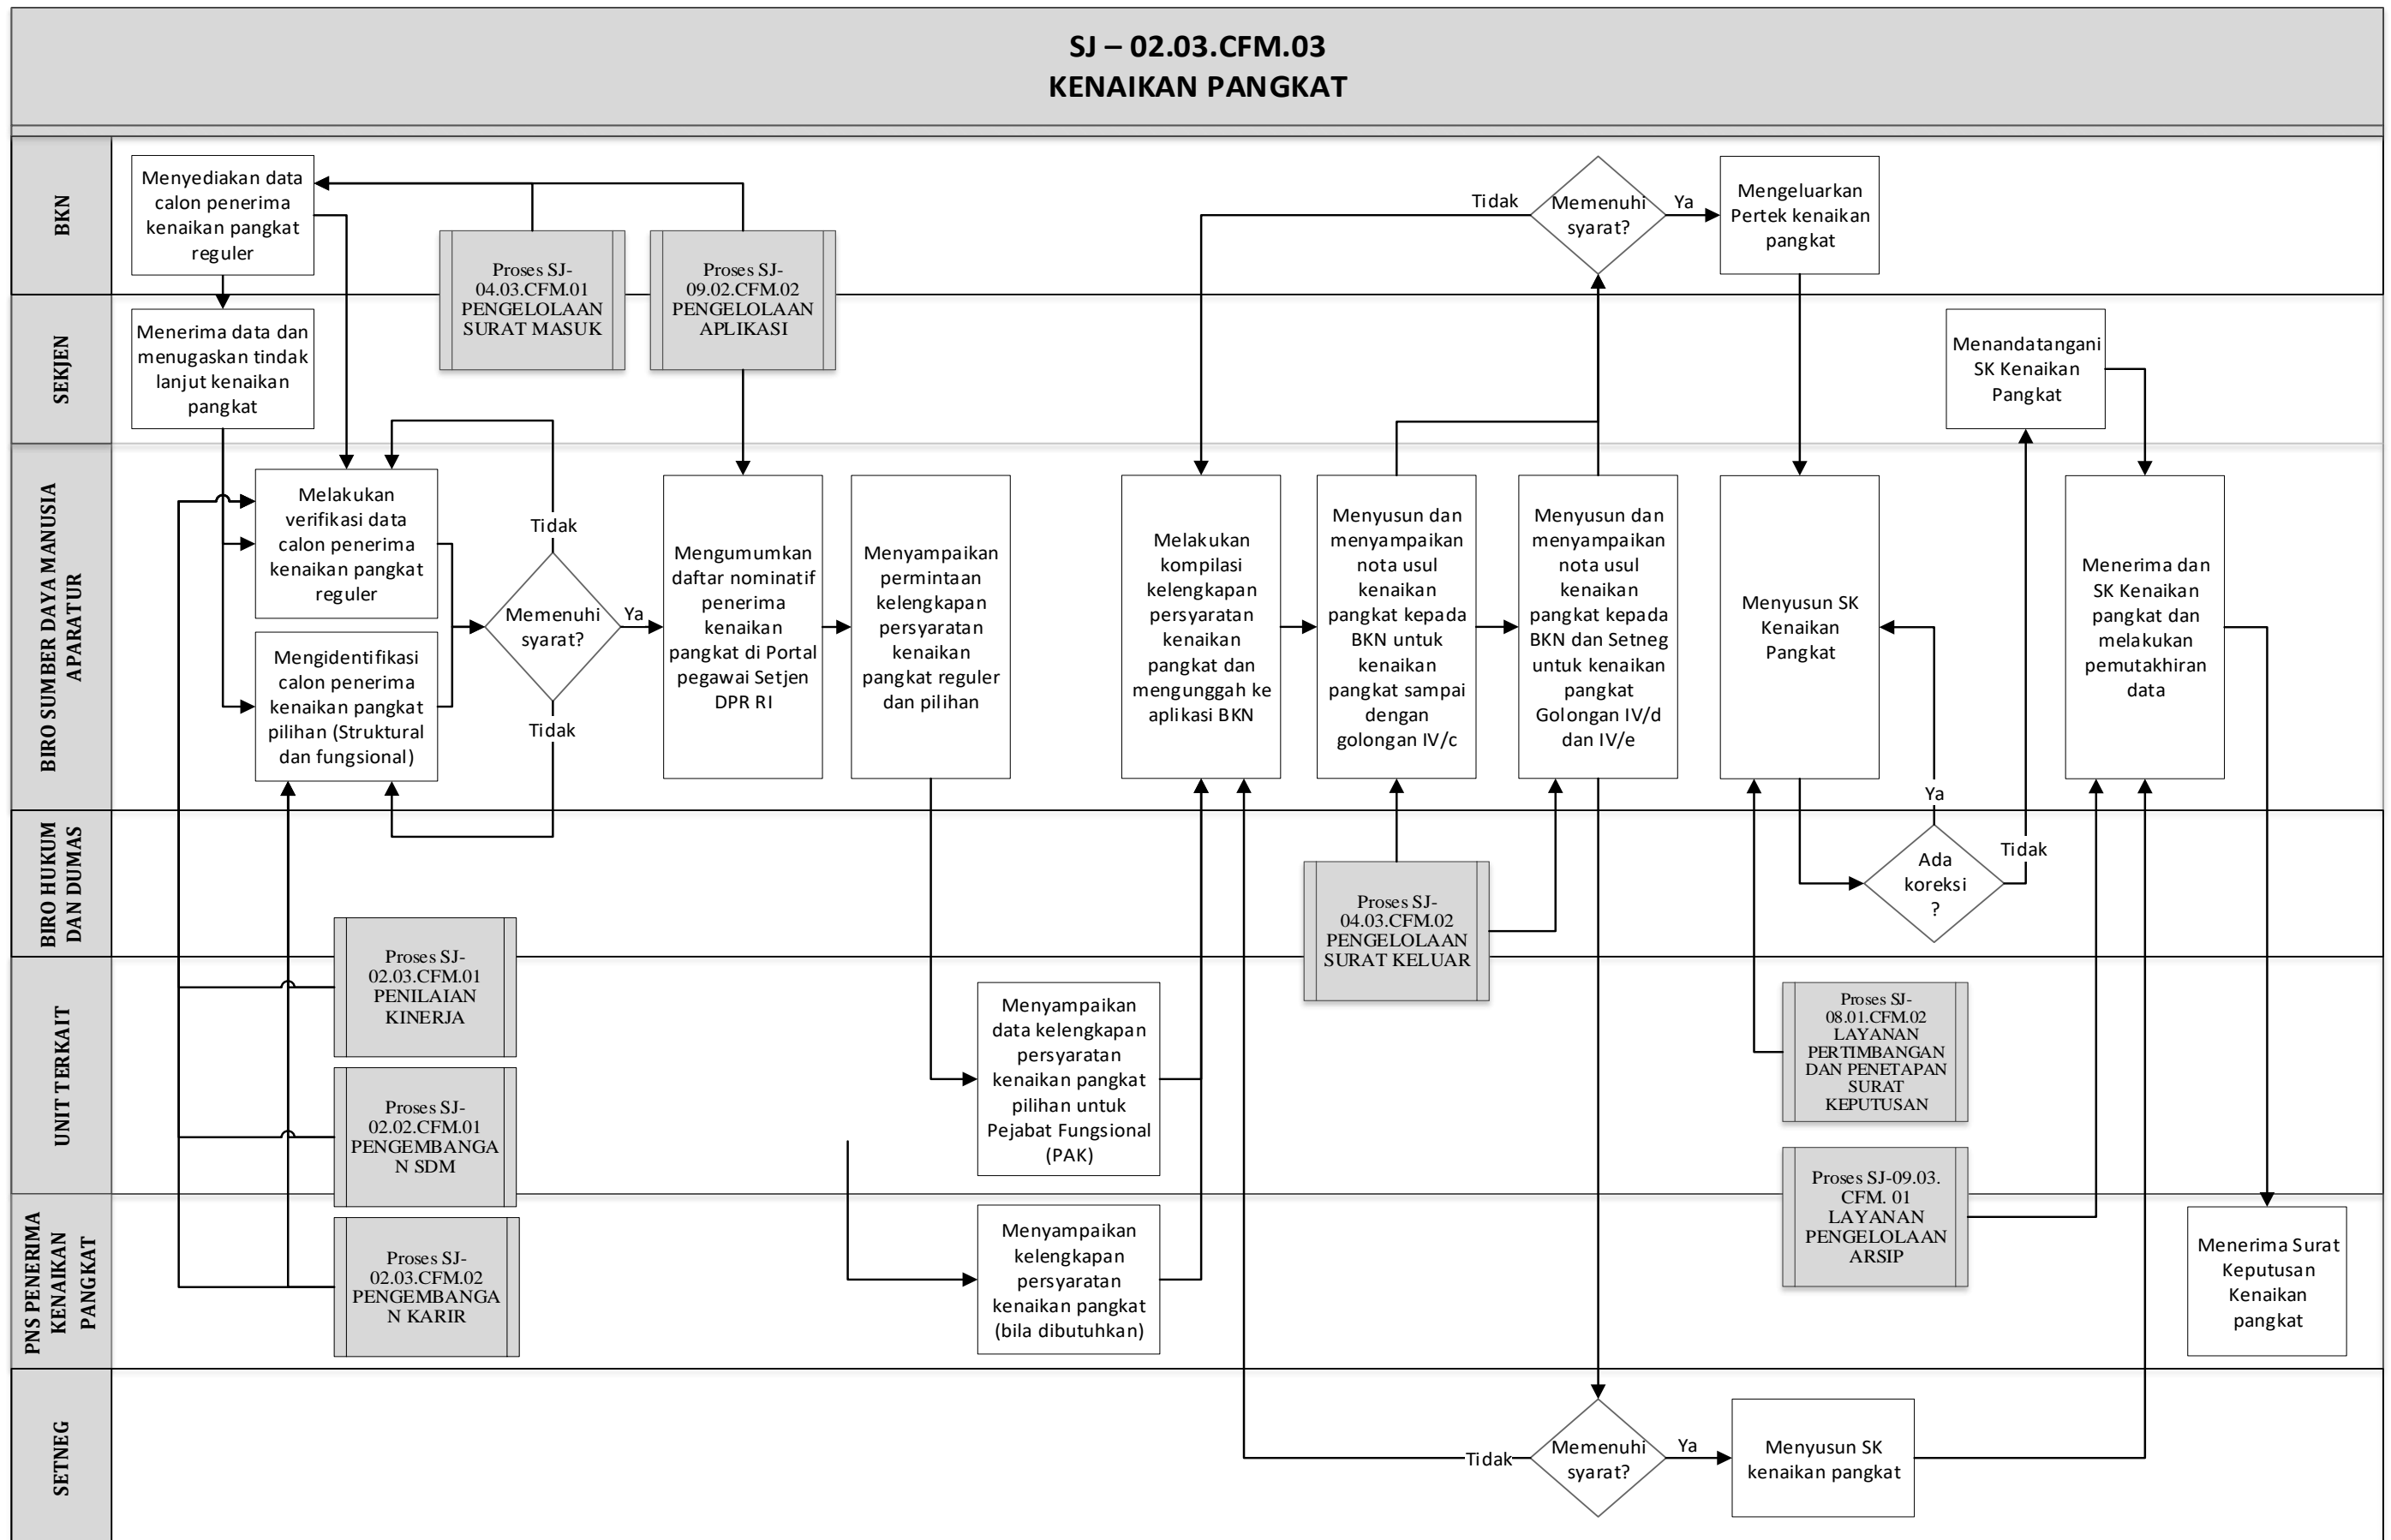 SJ – 02.03.CFM.03
KENAIKAN PANGKAT
BKN
Menyediakan data
calon penerima
kenaikan pangkat
reguler
Proses SJ-
04.03.CFM.01
PENGELOLAAN
SURAT MASUK
Proses SJ-
09.02.CFM.02
PENGELOLAAN
APLIKASI
Tidak
Memenuhi
syarat?
Ya
Mengeluarkan
Pertek kenaikan
pangkat
SEKJEN
Menerima data dan
menugaskan tindak
lanjut kenaikan
pangkat
Menandatangani
SK Kenaikan
Pangkat
BIRO SUMBER DAYA MANUSIA
APARATUR
Melakukan
verifikasi data
calon penerima
kenaikan pangkat
reguler
Mengidentifikasi
calon penerima
kenaikan pangkat
pilihan (Struktural
dan fungsional)
Tidak
Memenuhi
syarat?
Ya
Tidak
Mengumumkan
daftar nominatif
penerima
kenaikan
pangkat di Portal
pegawai Setjen
DPR RI
Menyampaikan
permintaan
kelengkapan
persyaratan
kenaikan
pangkat reguler
dan pilihan
Melakukan
kompilasi
kelengkapan
persyaratan
kenaikan
pangkat dan
mengunggah ke
aplikasi BKN
Menyusun dan
menyampaikan
nota usul
kenaikan
pangkat kepada
BKN untuk
kenaikan
pangkat sampai
dengan
golongan IV/c
Menyusun dan
menyampaikan
nota usul
kenaikan
pangkat kepada
BKN dan Setneg
untuk kenaikan
pangkat
Golongan IV/d
dan IV/e
Menyusun SK
Kenaikan
Pangkat
Menerima dan
SK Kenaikan
pangkat dan
melakukan
pemutakhiran
data
BIRO HUKUM
DAN DUMAS
Proses SJ-
04.03.CFM.02
PENGELOLAAN
SURAT KELUAR
Ya
Ada
koreksi
?
Tidak
UNIT TERKAIT
Proses SJ-
02.03.CFM.01
PENILAIAN
KINERJA
Proses SJ-
02.02.CFM.01
PENGEMBANGA
N SDM
Menyampaikan
data kelengkapan
persyaratan
kenaikan pangkat
pilihan untuk
Pejabat Fungsional
(PAK)
Proses SJ-
08.01.CFM.02
LAYANAN
PERTIMBANGAN
DAN PENETAPAN
SURAT
KEPUTUSAN
Proses SJ-09.03.
CFM. 01
LAYANAN
PENGELOLAAN
ARSIP
PNS PENERIMA
KENAIKAN
PANGKAT
Proses SJ-
02.03.CFM.02
PENGEMBANGA
N KARIR
Menyampaikan
kelengkapan
persyaratan
kenaikan pangkat
(bila dibutuhkan)
Menerima Surat
Keputusan
Kenaikan
pangkat
SETNEG
Tidak
Memenuhi
syarat?
Ya
Menyusun SK
kenaikan pangkat